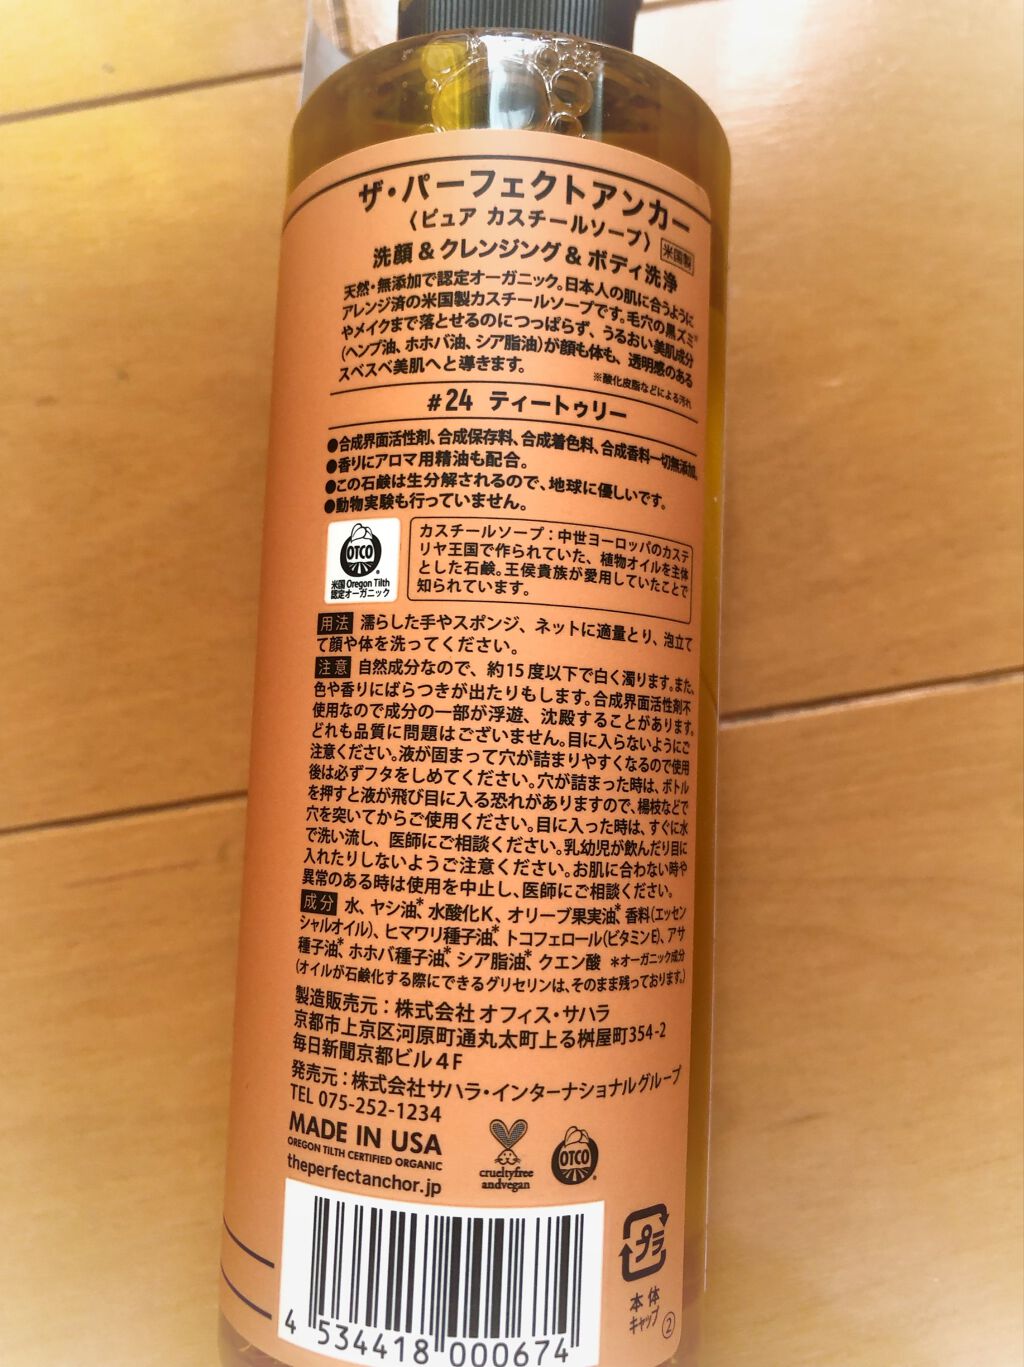 ザ・パーフェクトアンカー
〈ピュア カスチールソープ〉
米国製
洗顔&クレンジング&ボディ洗浄
天然・無添加で認定オーガニック。日本人の肌に合うように
アレンジ済の米国製カスチールソープです。毛穴の黒ズミ※
やメイクまで落とせるのにつっぱらず、うるおい美肌成分
(ヘンプ油、ホホバ油、シア脂油)が顔も体も、透明感のある
スベスベ美肌へと導きます。
※酸化皮脂などによる汚れ
#24 ティートゥリー
●合成界面活性剤、合成保存料、合成着色料、合成香料一切無添加。
●香りにアロマ用精油も配合。
●この石鹸は生分解されるので、地球に優しいです。
●動物実験も行っていません。
OTCO
米国Oregon Tilth
認定オーガニック
カスチールソープ:中世ヨーロッパのカステ
リヤ王国で作られていた、植物オイルを主体
とした石鹸。王侯貴族が愛用していたことで
知られています。
用法 濡らした手やスポンジ、ネットに適量とり、泡立て
て顔や体を洗ってください。
注意 自然成分なので、約15度以下で白く濁ります。また、
色や香りにばらつきが出たりもします。合成界面活性剤不
使用なので成分の一部が浮遊、沈殿することがあります。
どれも品質に問題はございません。目に入らないようにご
注意ください。液が固まって穴が詰まりやすくなるので使用
後は必ずフタをしめてください。穴が詰まった時は、ボトル
を押すと液が飛び目に入る恐れがありますので、楊枝などで
穴を突いてからご使用ください。目に入った時は、すぐに水
で洗い流し、医師にご相談ください。乳幼児が飲んだり目に
入れたりしないようご注意ください。お肌に合わない時や
異常のある時は使用を中止し、医師にご相談ください。
成分 水、ヤシ油*、水酸化K、オリーブ果実油*、香料(エッセン
シャルオイル)、ヒマワリ種子油*、トコフェロール(ビタミンE)、アサ
種子油*、ホホバ種子油*、シア脂油*、クエン酸 *オーガニック成分
(オイルが石鹸化する際にできるグリセリンは、そのまま残っております。)
製造販売元:株式会社 オフィス・サハラ
京都市上京区河原町通丸太町上る桝屋町354-2
毎日新聞京都ビル4F
発売元:株式会社サハラ・インターナショナルグループ
TEL 075-252-1234
MADE IN USA
OREGON TILTH CERTIFIED ORGANIC
theperfectanchor.jp
crueltyfree
andvegan
OTCO
プラ
本体
キャップ
②
4 534418 000674